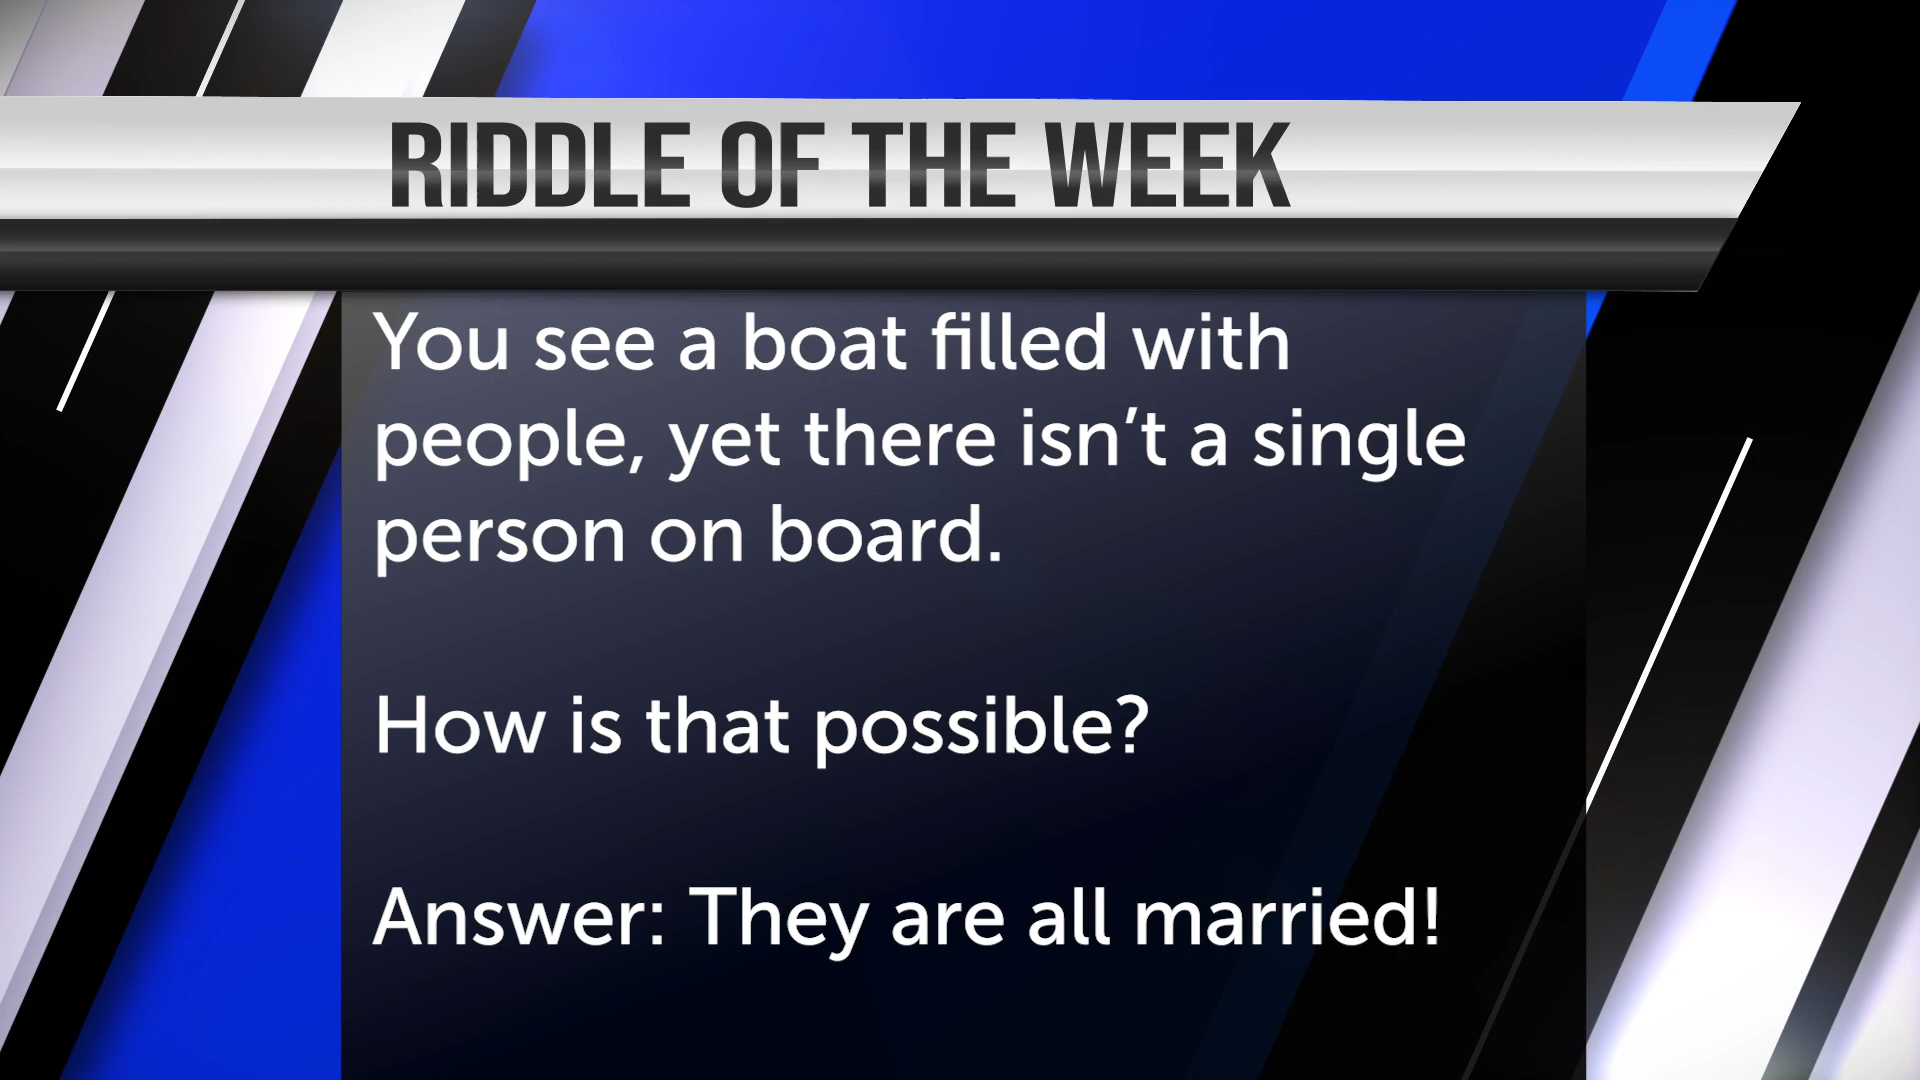 RIDDLE OF THE WEEK
You see a boat filled with
people, yet there isn’t a single
person on board.
How is that possible?
Answer: They are all married!